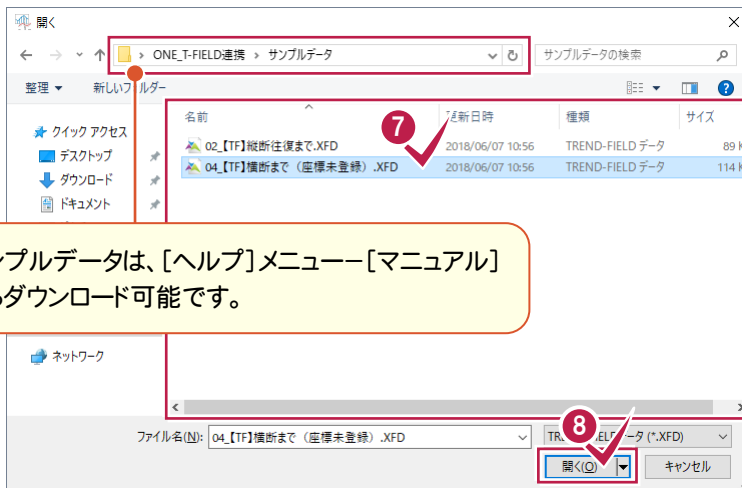 開く
ONE_T-FIELD連携 › サンプルデータ
サンプルデータの検索
整理 新しいフォルダー
名前 更新日時 種類 サイズ
7
クイック アクセス
デスクトップ
ダウンロード
ドキュメント
02_【TF】縦断往復まで.XFD 2018/06/07 10:56 TREND-FIELD データ 89 K
04_【TF】横断まで（座標未登録）.XFD 2018/06/07 10:56 TREND-FIELD データ 114 K
ンプルデータは、[ヘルプ]メニュー－[マニュアル]
らダウンロード可能です。
ネットワーク
ファイル名(N): 04_【TF】横断まで（座標未登録）.XFD
8
TREND-FIELDデータ (*.XFD)
開く(O) キャンセル